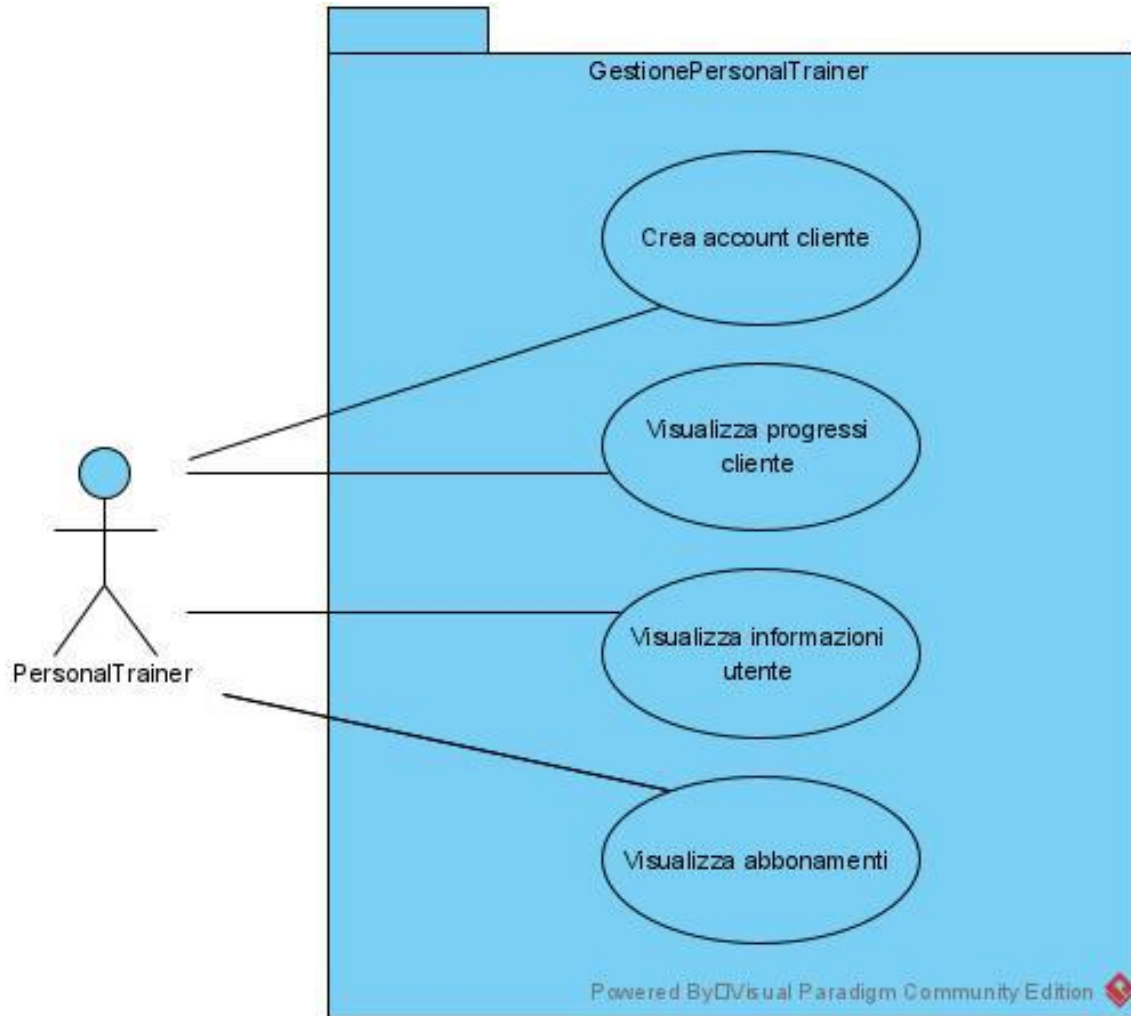 GestionePersonalTrainer
Crea account cliente
Visualizza progressi
cliente
Visualizza informazioni
utente
PersonalTrainer
Visualizza abbonamenti
Powered By□Visual Paradigm Community Edition